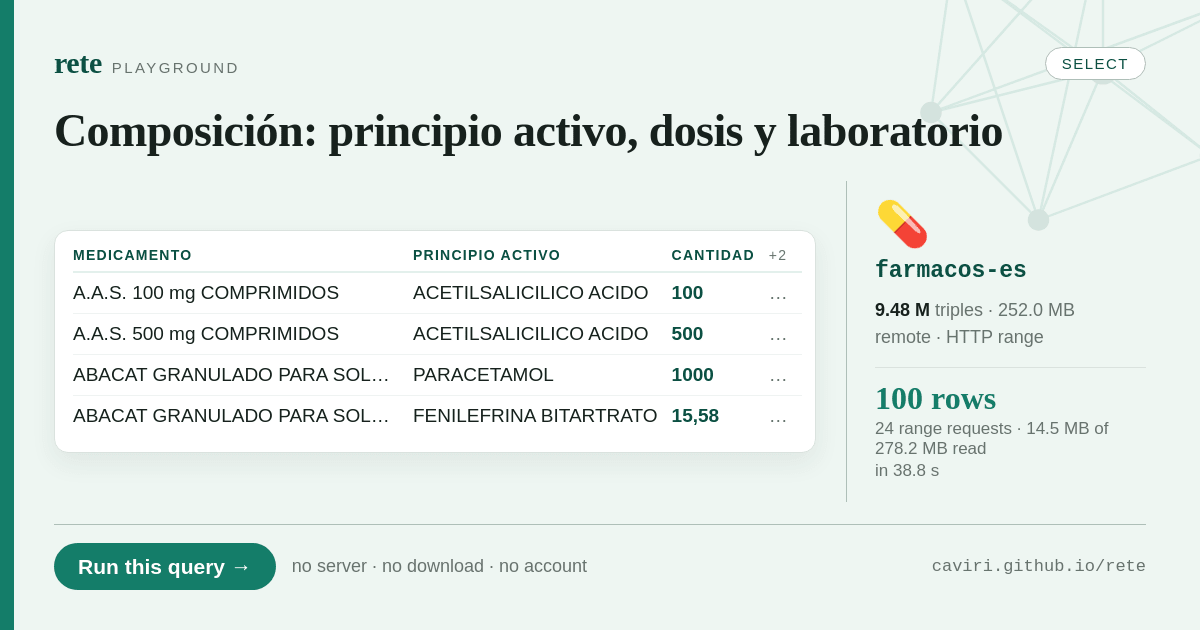 rete PLAYGROUND
SELECT
Composición: principio activo, dosis y laboratorio
MEDICAMENTO PRINCIPIO ACTIVO CANTIDAD +2
A.A.S. 100 mg COMPRIMIDOS ACETILSALICILICO ACIDO 100 …
A.A.S. 500 mg COMPRIMIDOS ACETILSALICILICO ACIDO 500 …
ABACAT GRANULADO PARA SOL… PARACETAMOL 1000 …
ABACAT GRANULADO PARA SOL… FENILEFRINA BITARTRATO 15,58 …
farmacos-es
9.48 M triples · 252.0 MB
remote · HTTP range
100 rows
24 range requests · 14.5 MB of
278.2 MB read
in 38.8 s
Run this query →
no server · no download · no account
caviri.github.io/rete